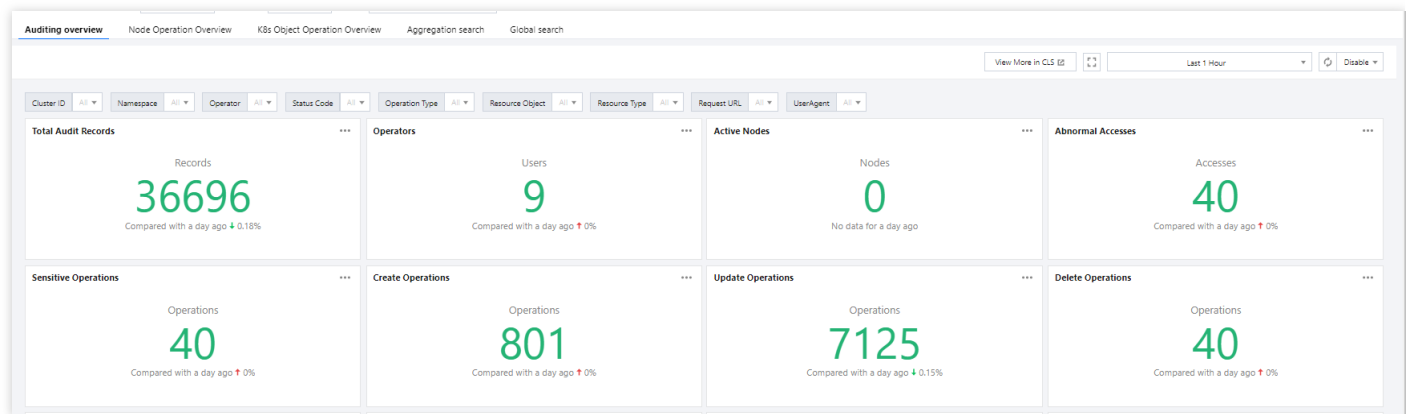 Auditing overview Node Operation Overview K8s Object Operation Overview Aggregation search Global search
View More in CLS Last 1 Hour Disable
Cluster ID All Namespace All Operator All Status Code All Operation Type All Resource Object All Resource Type All Request URL All UserAgent All
Total Audit Records ••• Operators ••• Active Nodes ••• Abnormal Accesses •••
Records Users Nodes Accesses
36696 9 0 40
Compared with a day ago ↓ 0.18% Compared with a day ago ↑ 0% No data for a day ago Compared with a day ago ↑ 0%
Sensitive Operations ••• Create Operations ••• Update Operations ••• Delete Operations •••
Operations Operations Operations Operations
40 801 7125 40
Compared with a day ago ↑ 0% Compared with a day ago ↑ 0% Compared with a day ago ↓ 0.15% Compared with a day ago ↑ 0%